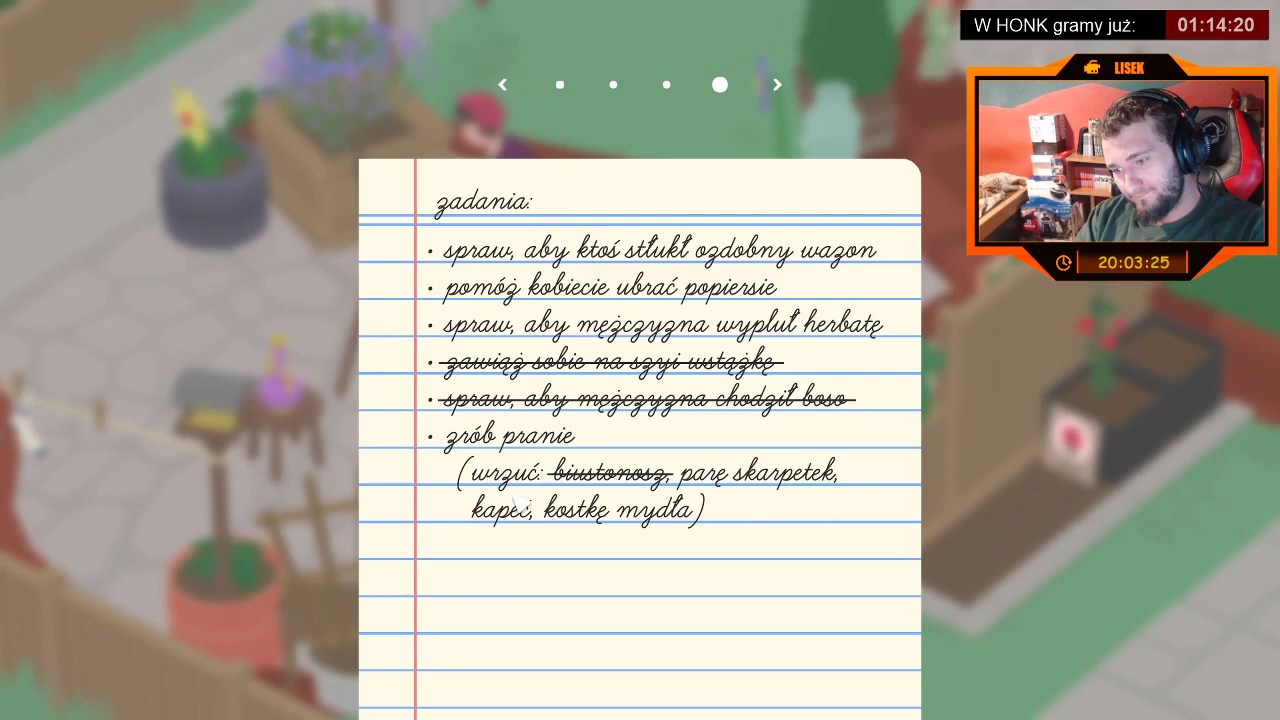 W HONK gramy już: 01:14:20
LISEK
20:03:25
zadania:
• spraw, aby ktoś stłukł ozdobny wazon
• pomóż kobiecie ubrać popiersie
• spraw, aby mężczyzna wypluł herbatę
• zawiąż sobie na szyi wstążkę
• spraw, aby mężczyzna chodził boso
• zrób pranie
(wrzuć: biustonosz, parę skarpetek,
kapeć, kostkę mydła)